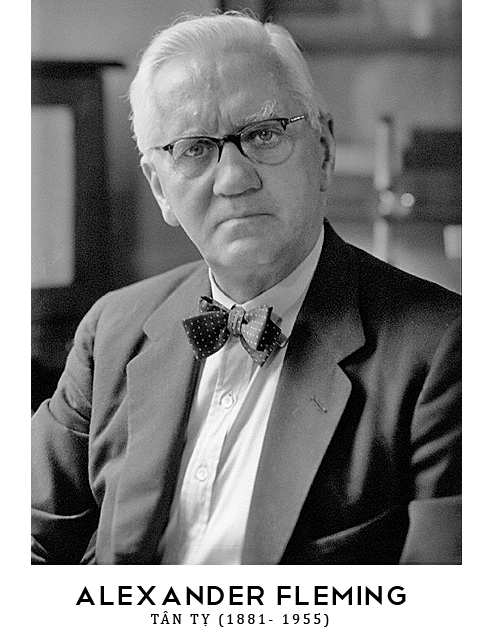 ALEXANDER FLEMING
TÂN TỴ (1881- 1955)